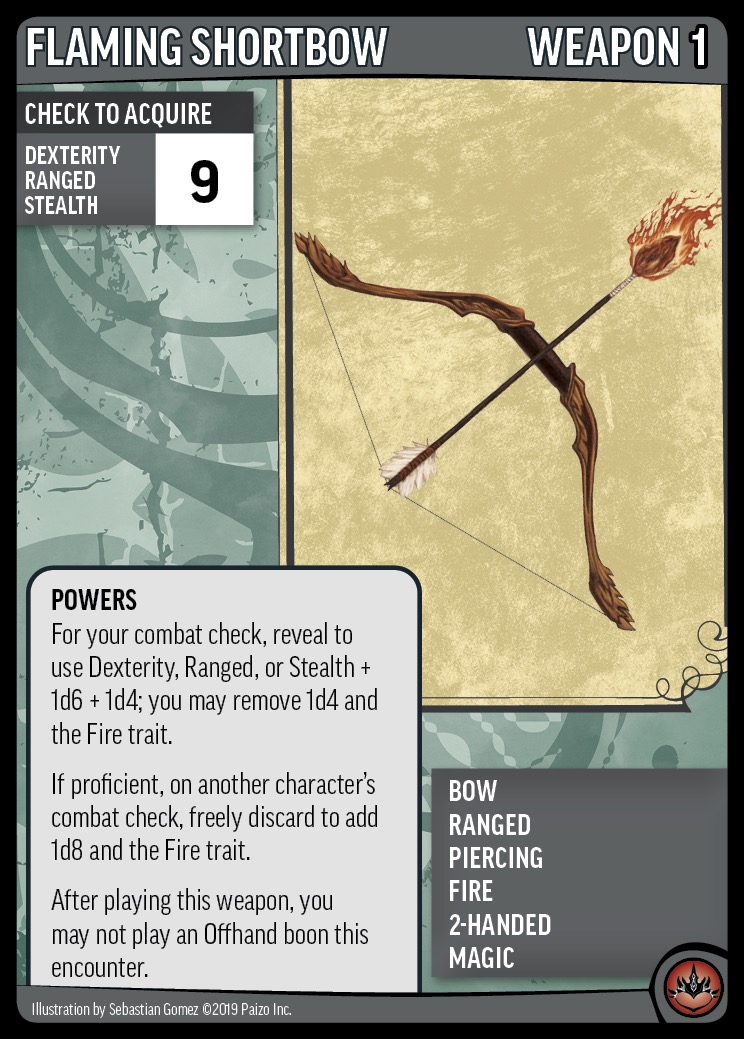 FLAMING SHORTBOW WEAPON 1
CHECK TO ACQUIRE
DEXTERITY
RANGED
STEALTH
9
POWERS
For your combat check, reveal to
use Dexterity, Ranged, or Stealth +
1d6 + 1d4; you may remove 1d4 and
the Fire trait.
If proficient, on another character's
combat check, freely discard to add
1d8 and the Fire trait.
After playing this weapon, you
may not play an Offhand boon this
encounter.
BOW
RANGED
PIERCING
FIRE
2-HANDED
MAGIC
Illustration by Sebastian Gomez ©2019 Paizo Inc.